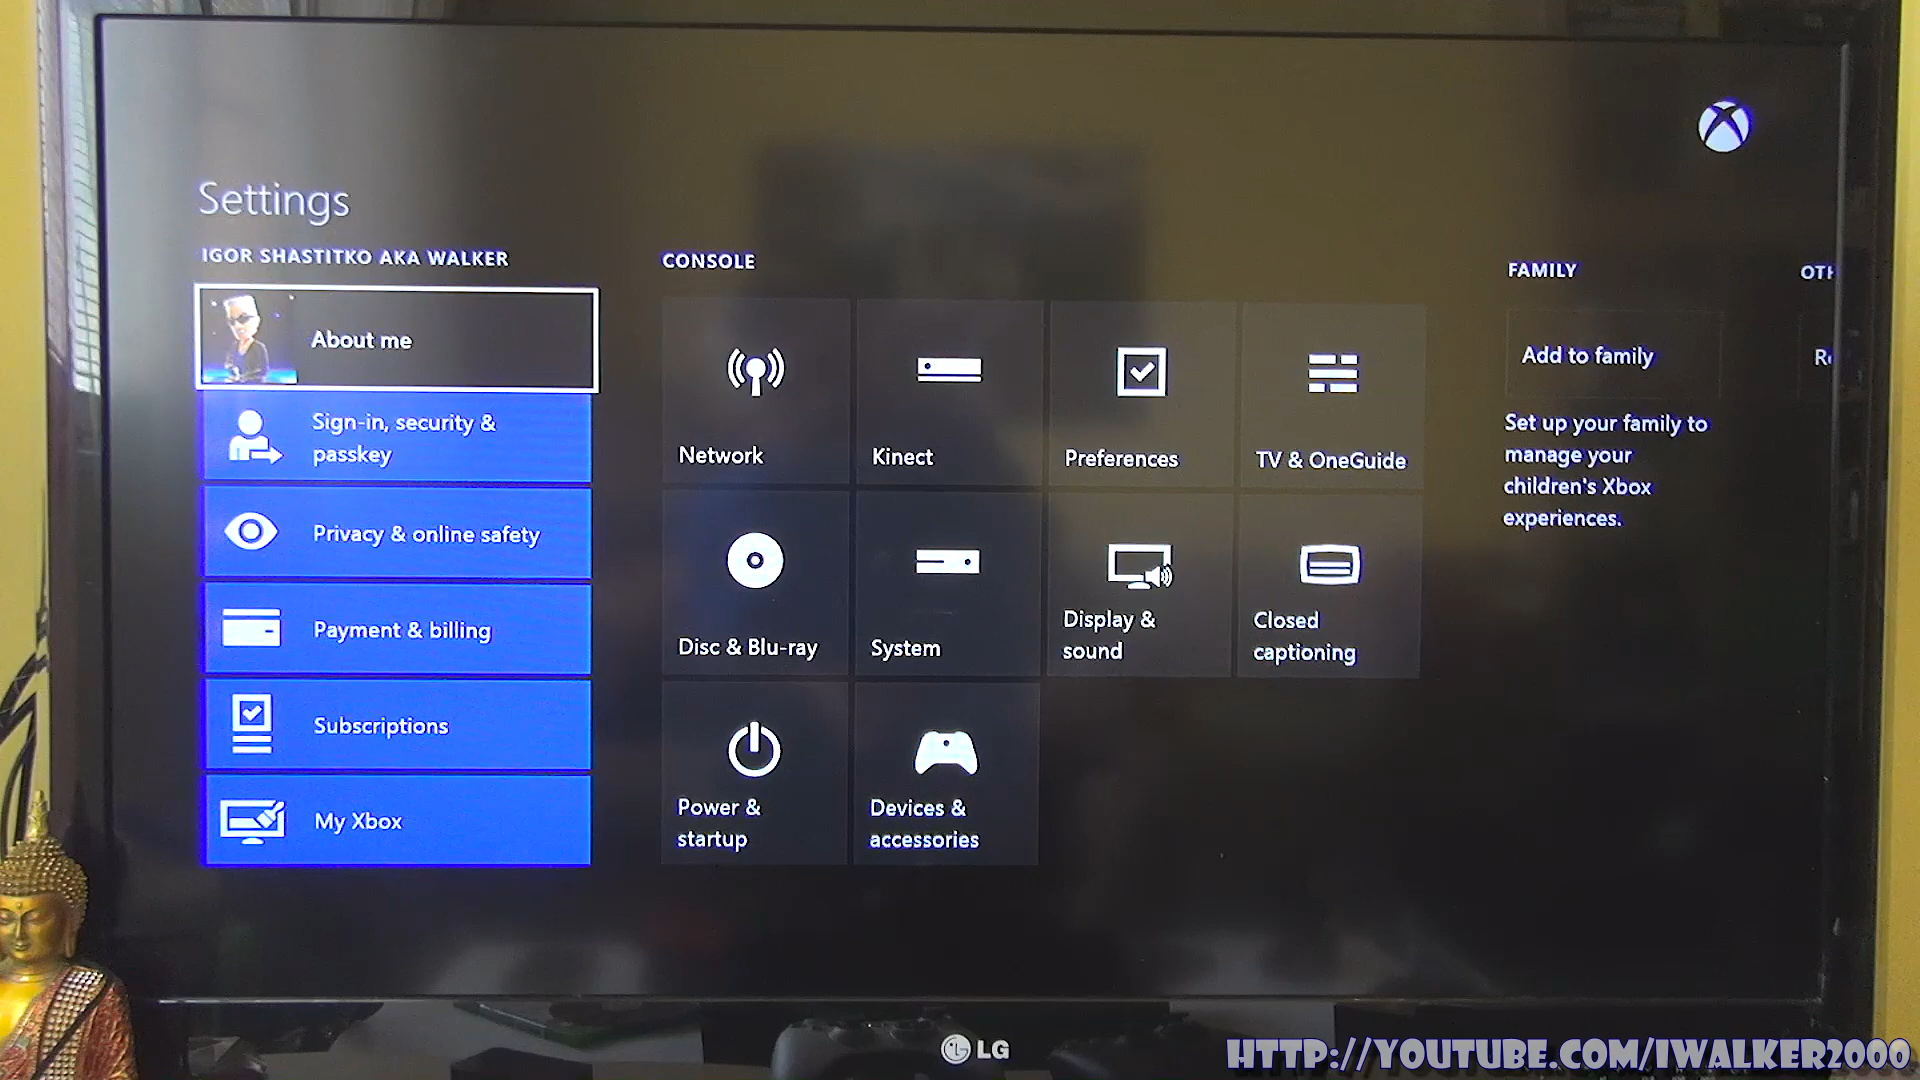 Settings
IGOR SHASTITKO AKA WALKER
About me
Sign-in, security &
passkey
Privacy & online safety
Payment & billing
Subscriptions
My Xbox
CONSOLE
Network
Kinect
Preferences
TV & OneGuide
Disc & Blu-ray
System
Display &
sound
Closed
captioning
Power &
startup
Devices &
accessories
FAMILY
Add to family
Set up your family to
manage your
children's Xbox
experiences.
LG
HTTP://YOUTUBE.COM/IWALKER2000